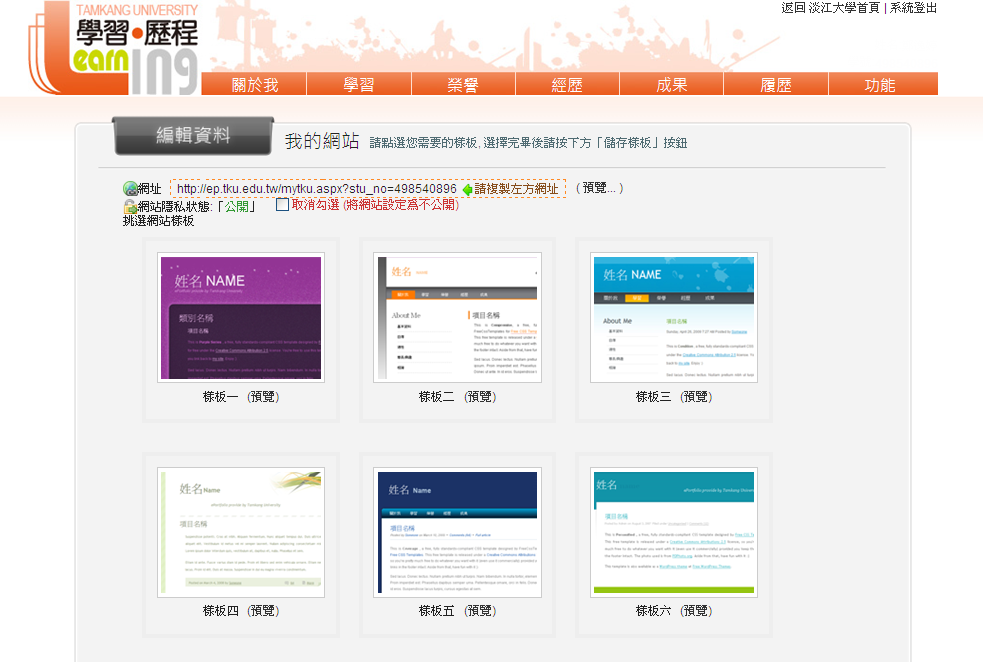 返回 淡江大學首頁 | 系統登出
TAMKANG UNIVERSITY
學習•歷程
Learning
關於我 學習 榮譽 經歷 成果 履歷 功能
編輯資料 我的網站 請點選您需要的樣板, 選擇完畢後請按下方「儲存樣板」按鈕
網址 http://ep.tku.edu.tw/mytku.aspx?stu_no=498540896 請複製左方網址 (預覽... )
網站隱私狀態:「公開」 取消勾選 (將網站設定為不公開)
挑選網站樣板
姓名 NAME
類別名稱
項目名稱
樣板一 (預覽)
姓名
About Me
項目名稱
樣板二 (預覽)
姓名 NAME
About Me
項目名稱
樣板三 (預覽)
姓名 Name
ePortfolio provide by Tamkang University
項目名稱
樣板四 (預覽)
姓名 Name
項目名稱
樣板五 (預覽)
姓名
項目名稱
樣板六 (預覽)